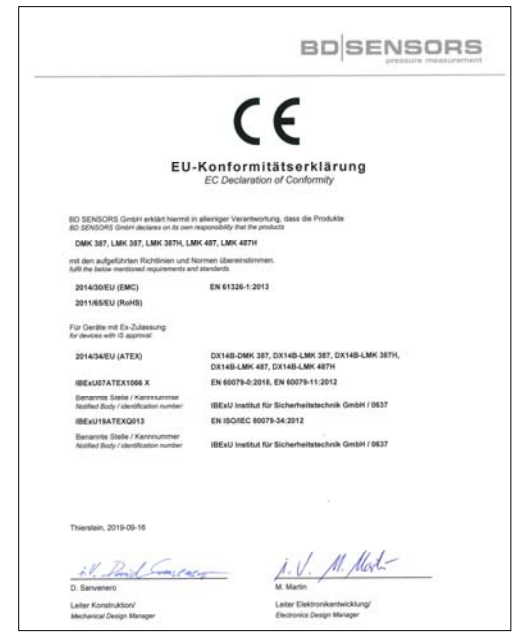 BD SENSORS
pressure measurement
CE
EU-Konformitätserklärung
EC Declaration of Conformity
BD SENSORS GmbH erklärt hiermit in alleiniger Verantwortung, dass die Produkte
BD SENSORS GmbH declares on its own responsibility that the products
DMK 387, LMK 387, LMK 387H, LMK 487, LMK 487H
mit den aufgeführten Richtlinien und Normen übereinstimmen.
fulfil the below mentioned requirements and standards
2014/30/EU (EMC) EN 61326-1:2013
2011/65/EU (RoHS)
Für Geräte mit Ex-Zulassung:
for devices with IS approval:
2014/34/EU (ATEX) DX14B-DMK 387, DX14B-LMK 387, DX14B-LMK 387H,
DX14B-LMK 487, DX14B-LMK 487H
IBExU07ATEX1066 X EN 60079-0:2018, EN 60079-11:2012
Benannte Stelle / Kennnummer
Notified Body / identification number IBExU Institut für Sicherheitstechnik GmbH / 0637
IBExU19ATEXQ013 EN ISO/IEC 80079-34:2012
Benannte Stelle / Kennnummer
Notified Body / identification number IBExU Institut für Sicherheitstechnik GmbH / 0637
Thierstein, 2019-09-16
i.V. David Sanvenero i.V. M. Martin
D. Sanvenero M. Martin
Leiter Konstruktion/ Leiter Elektronikentwicklung/
Mechanical Design Manager Electronics Design Manager